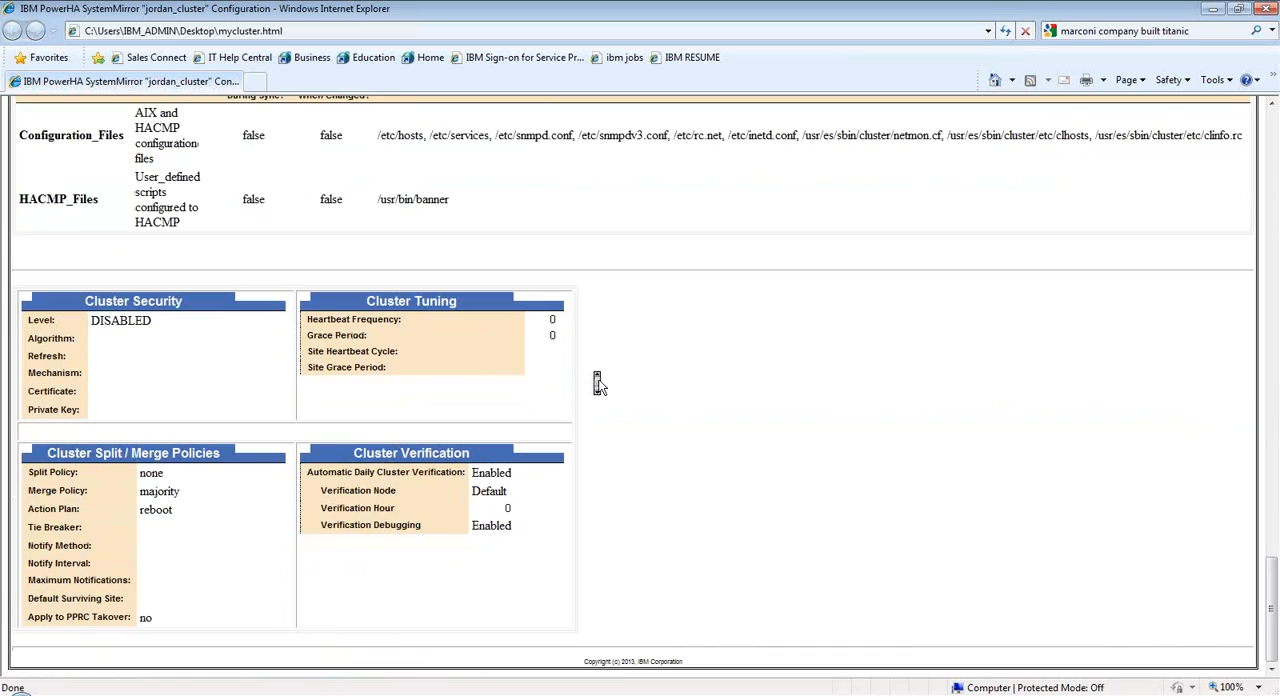 IBM PowerHA SystemMirror "jordan_cluster" Configuration - Windows Internet Explorer
C:\Users\IBM_ADMIN\Desktop\mycluster.html
marconi company built titanic
Favorites Sales Connect IT Help Central Business Education Home IBM Sign-on for Service Pr... ibm jobs IBM RESUME
IBM PowerHA SystemMirror "jordan_cluster" Con...
Page Safety Tools
During Sync? When Changed?
Configuration_Files
AIX and
HACMP
configuration
files
false false /etc/hosts, /etc/services, /etc/snmpd.conf, /etc/snmpdv3.conf, /etc/rc.net, /etc/inetd.conf, /usr/es/sbin/cluster/netmon.cf, /usr/es/sbin/cluster/etc/clhosts, /usr/es/sbin/cluster/etc/clinfo.rc
HACMP_Files
User_defined
scripts
configured to
HACMP
false false /usr/bin/banner
Cluster Security
Level: DISABLED
Algorithm:
Refresh:
Mechanism:
Certificate:
Private Key:
Cluster Tuning
Heartbeat Frequency: 0
Grace Period: 0
Site Heartbeat Cycle:
Site Grace Period:
Cluster Split / Merge Policies
Split Policy: none
Merge Policy: majority
Action Plan: reboot
Tie Breaker:
Notify Method:
Notify Interval:
Maximum Notifications:
Default Surviving Site:
Apply to PPRC Takover: no
Cluster Verification
Automatic Daily Cluster Verification: Enabled
Verification Node Default
Verification Hour 0
Verification Debugging Enabled
Copyright (c) 2013, IBM Corporation
Done
Computer | Protected Mode: Off
100%